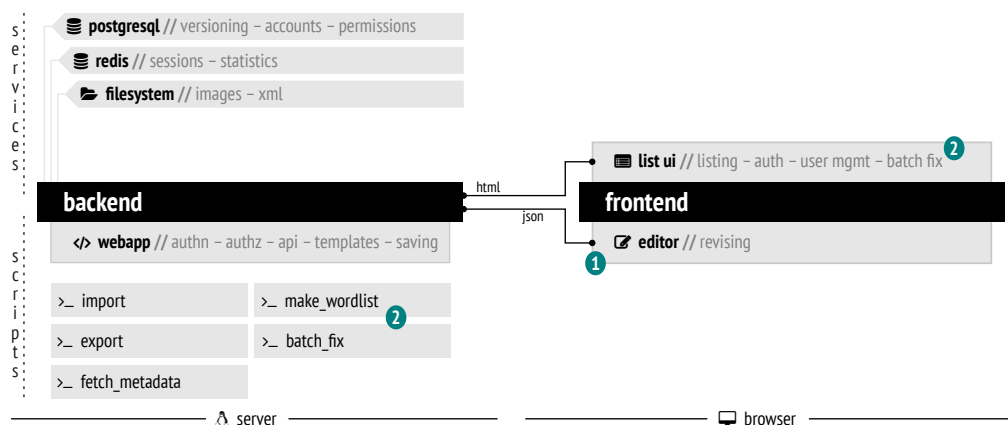 services
postgresql // versioning – accounts – permissions
redis // sessions – statistics
filesystem // images – xml
backend
</> webapp // authn – authz – api – templates – saving
html
json
list ui // listing – auth – user mgmt – batch fix
2
frontend
editor // revising
1
scripts
>_ import
>_ make_wordlist
2
>_ export
>_ batch_fix
>_ fetch_metadata
server
browser